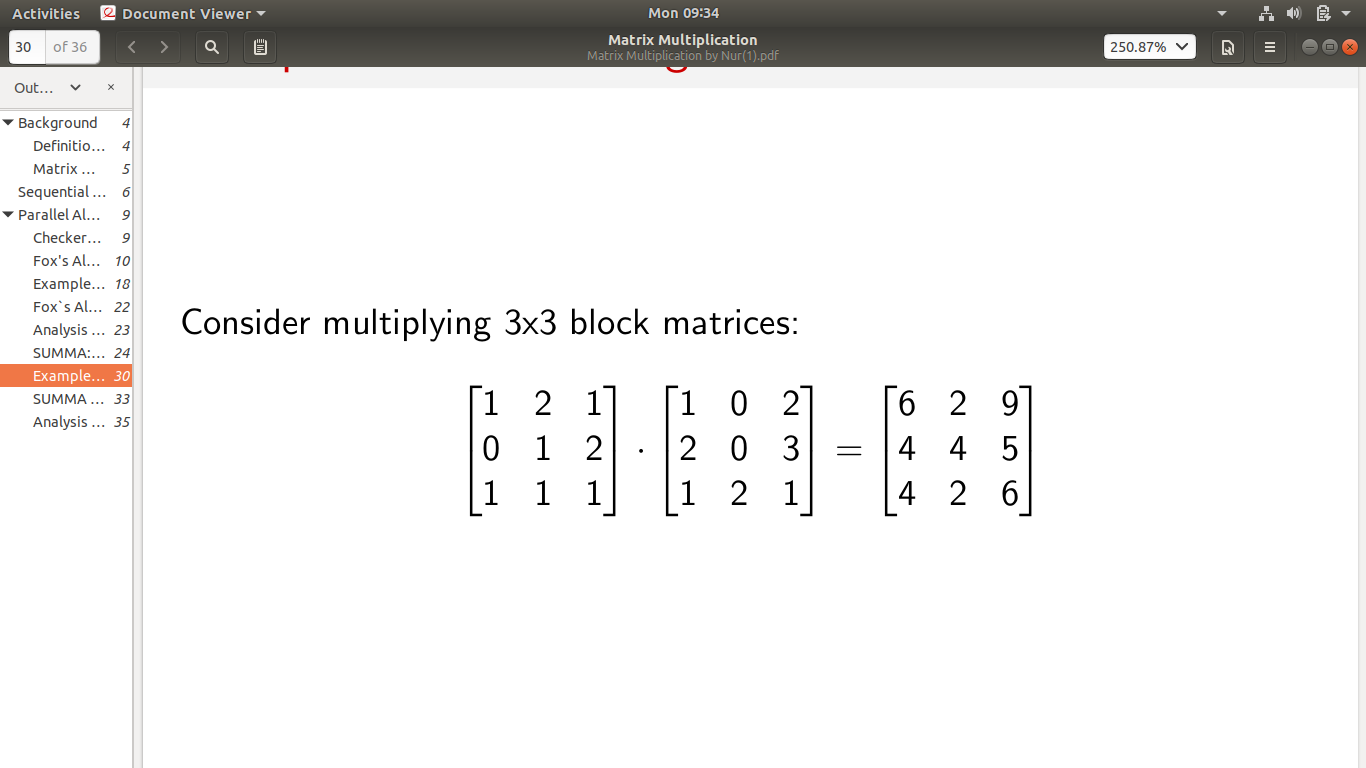 Activities Document Viewer Mon 09:34
30 of 36 Matrix Multiplication 250.87%
Matrix Multiplication by Nur(1).pdf
Out...
Background 4
Definitio... 4
Matrix ... 5
Sequential ... 6
Parallel Al... 9
Checker... 9
Fox's Al... 10
Example... 18
Fox`s Al... 22
Analysis ... 23
SUMMA:... 24
Example... 30
SUMMA ... 33
Analysis ... 35
Consider multiplying 3x3 block matrices:
1 2 1 1 0 2 6 2 9
0 1 2 · 2 0 3 = 4 4 5
1 1 1 1 2 1 4 2 6